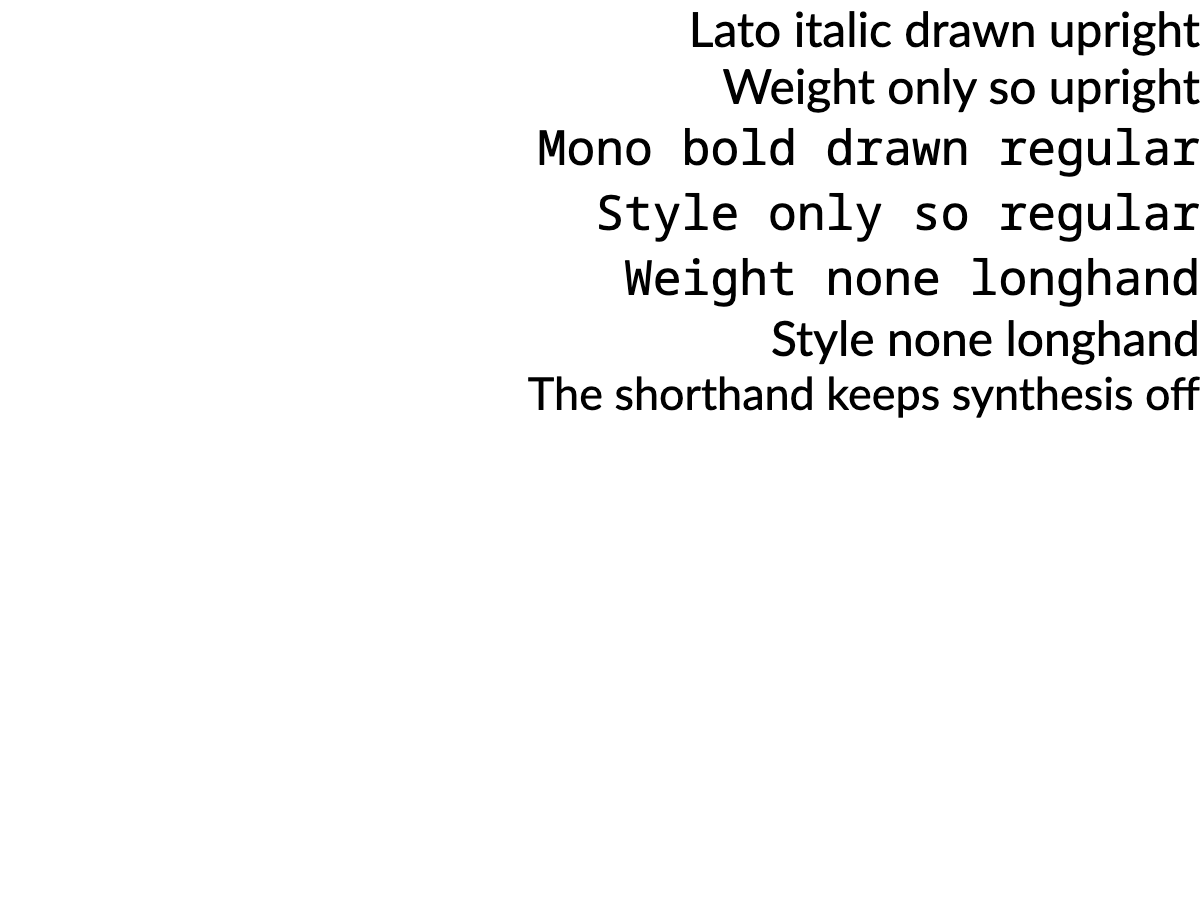 Lato italic drawn upright
Weight only so upright
Mono bold drawn regular
Style only so regular
Weight none longhand
Style none longhand
The shorthand keeps synthesis off